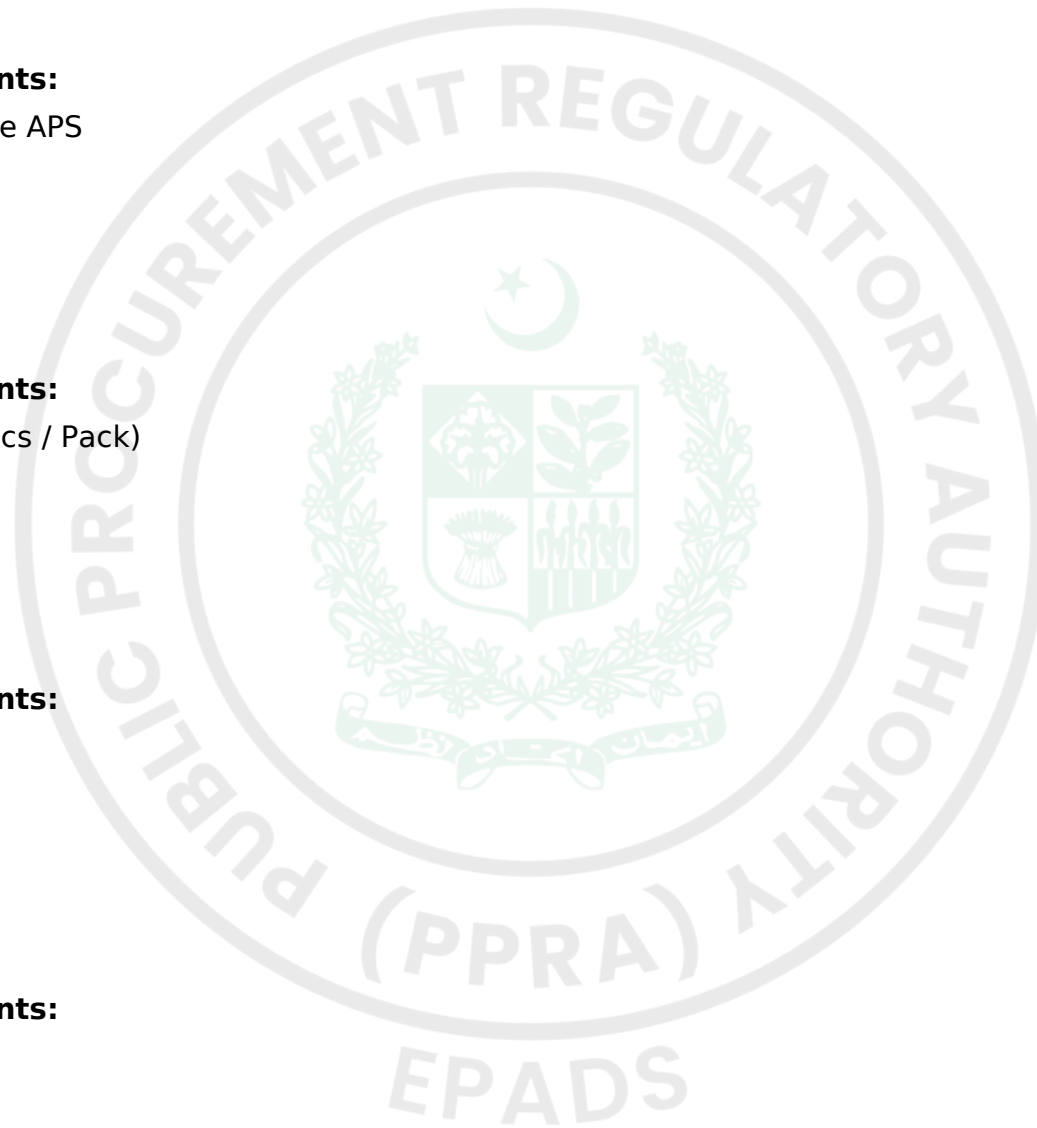 nts:
e APS
nts:
cs / Pack)
nts:
nts:
PUBLIC PROCUREMENT REGULATORY AUTHORITY
(PPRA)
EPADS